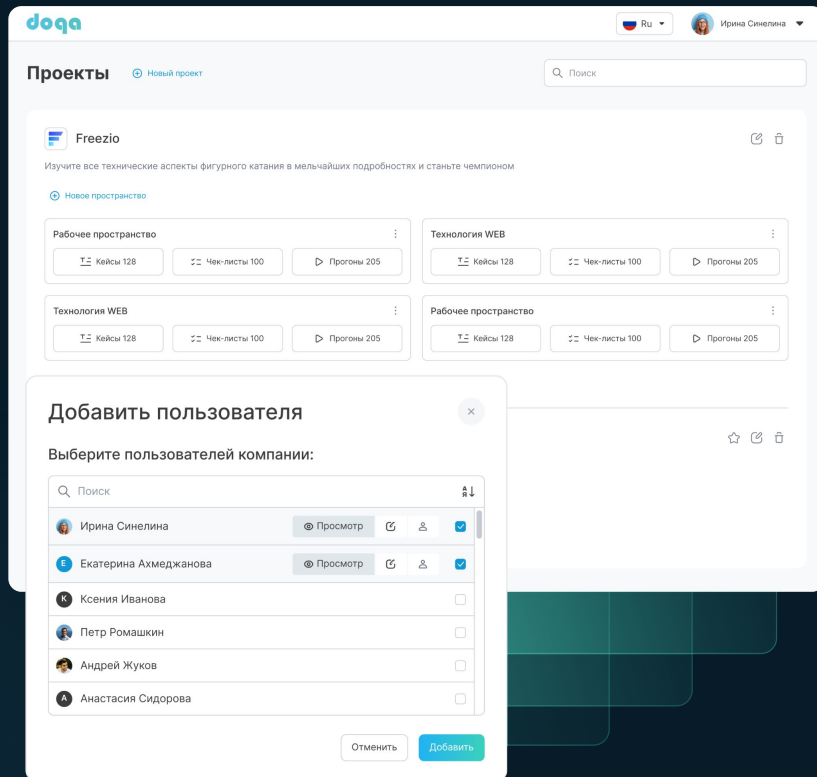 doqa
Ru
Ирина Синелина
Проекты
Новый проект
Поиск
Freezio
Изучите все технические аспекты фигурного катания в мельчайших подробностях и станьте чемпионом
Новое пространство
Рабочее пространство
Кейсы 128 Чек-листы 100 Прогоны 205
Технология WEB
Кейсы 128 Чек-листы 100 Прогоны 205
Технология WEB
Кейсы 128 Чек-листы 100 Прогоны 205
Рабочее пространство
Кейсы 128 Чек-листы 100 Прогоны 205
Добавить пользователя
Выберите пользователей компании:
Поиск
А Я
Ирина Синелина Просмотр
Е Екатерина Ахмеджанова Просмотр
К Ксения Иванова
Петр Ромашкин
Андрей Жуков
А Анастасия Сидорова
Отменить Добавить